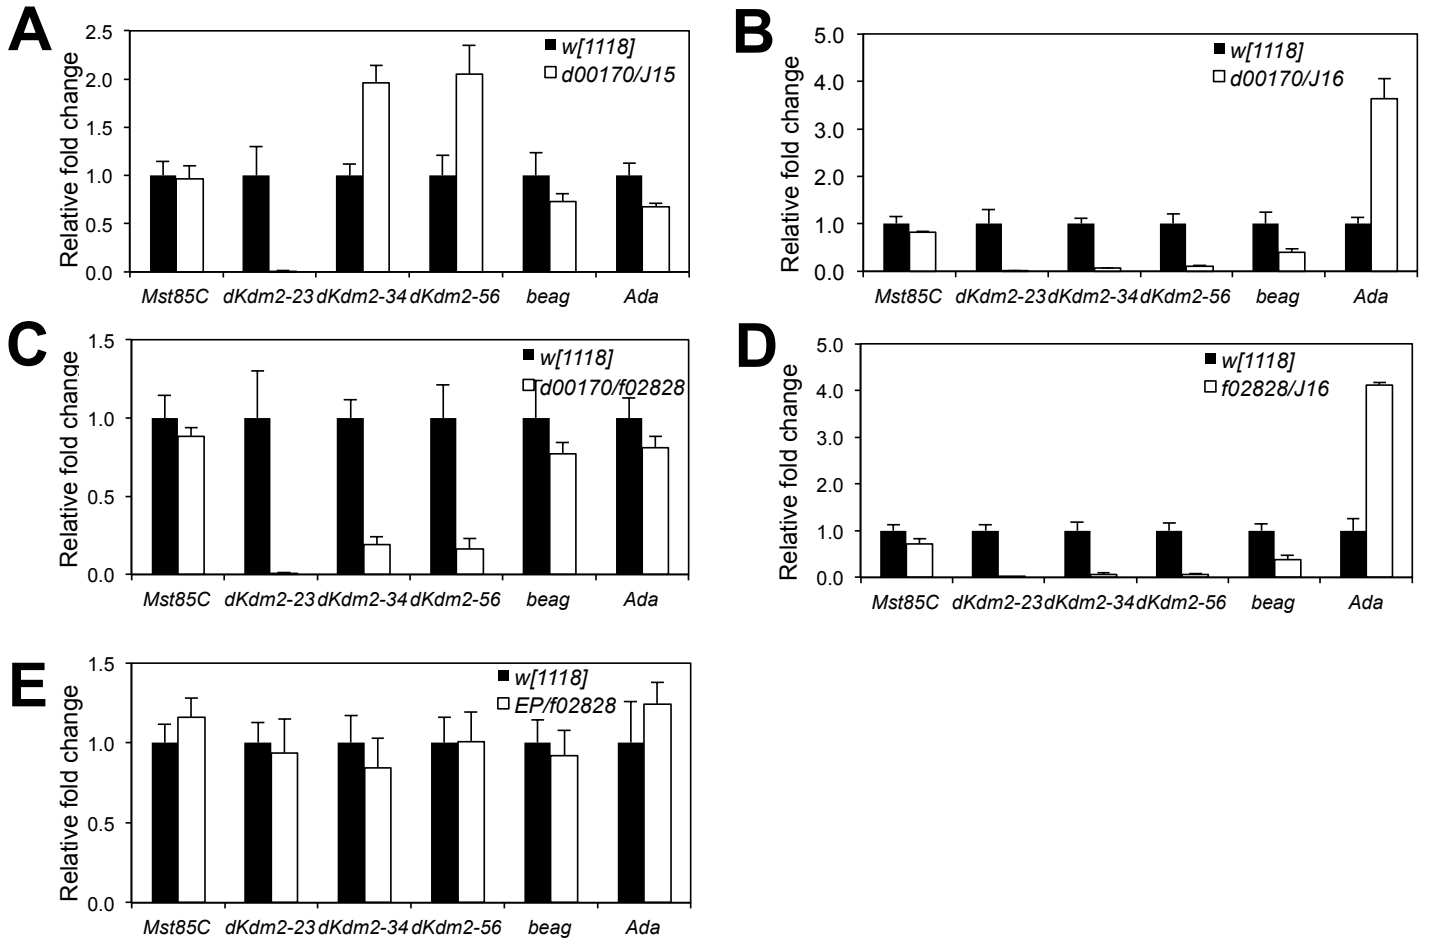 A
Relative fold change
2.5
2.0
1.5
1.0
0.5
0.0
w[1118]
d00170/J15
Mst85C dKdm2-23 dKdm2-34 dKdm2-56 beag Ada
B
Relative fold change
5.0
4.0
3.0
2.0
1.0
0.0
w[1118]
d00170/J16
Mst85C dKdm2-23 dKdm2-34 dKdm2-56 beag Ada
C
Relative fold change
1.5
1.0
0.5
0.0
w[1118]
d00170/f02828
Mst85C dKdm2-23 dKdm2-34 dKdm2-56 beag Ada
D
Relative fold change
5.0
4.0
3.0
2.0
1.0
0.0
w[1118]
f02828/J16
Mst85C dKdm2-23 dKdm2-34 dKdm2-56 beag Ada
E
Relative fold change
1.5
1.0
0.5
0.0
w[1118]
EP/f02828
Mst85C dKdm2-23 dKdm2-34 dKdm2-56 beag Ada